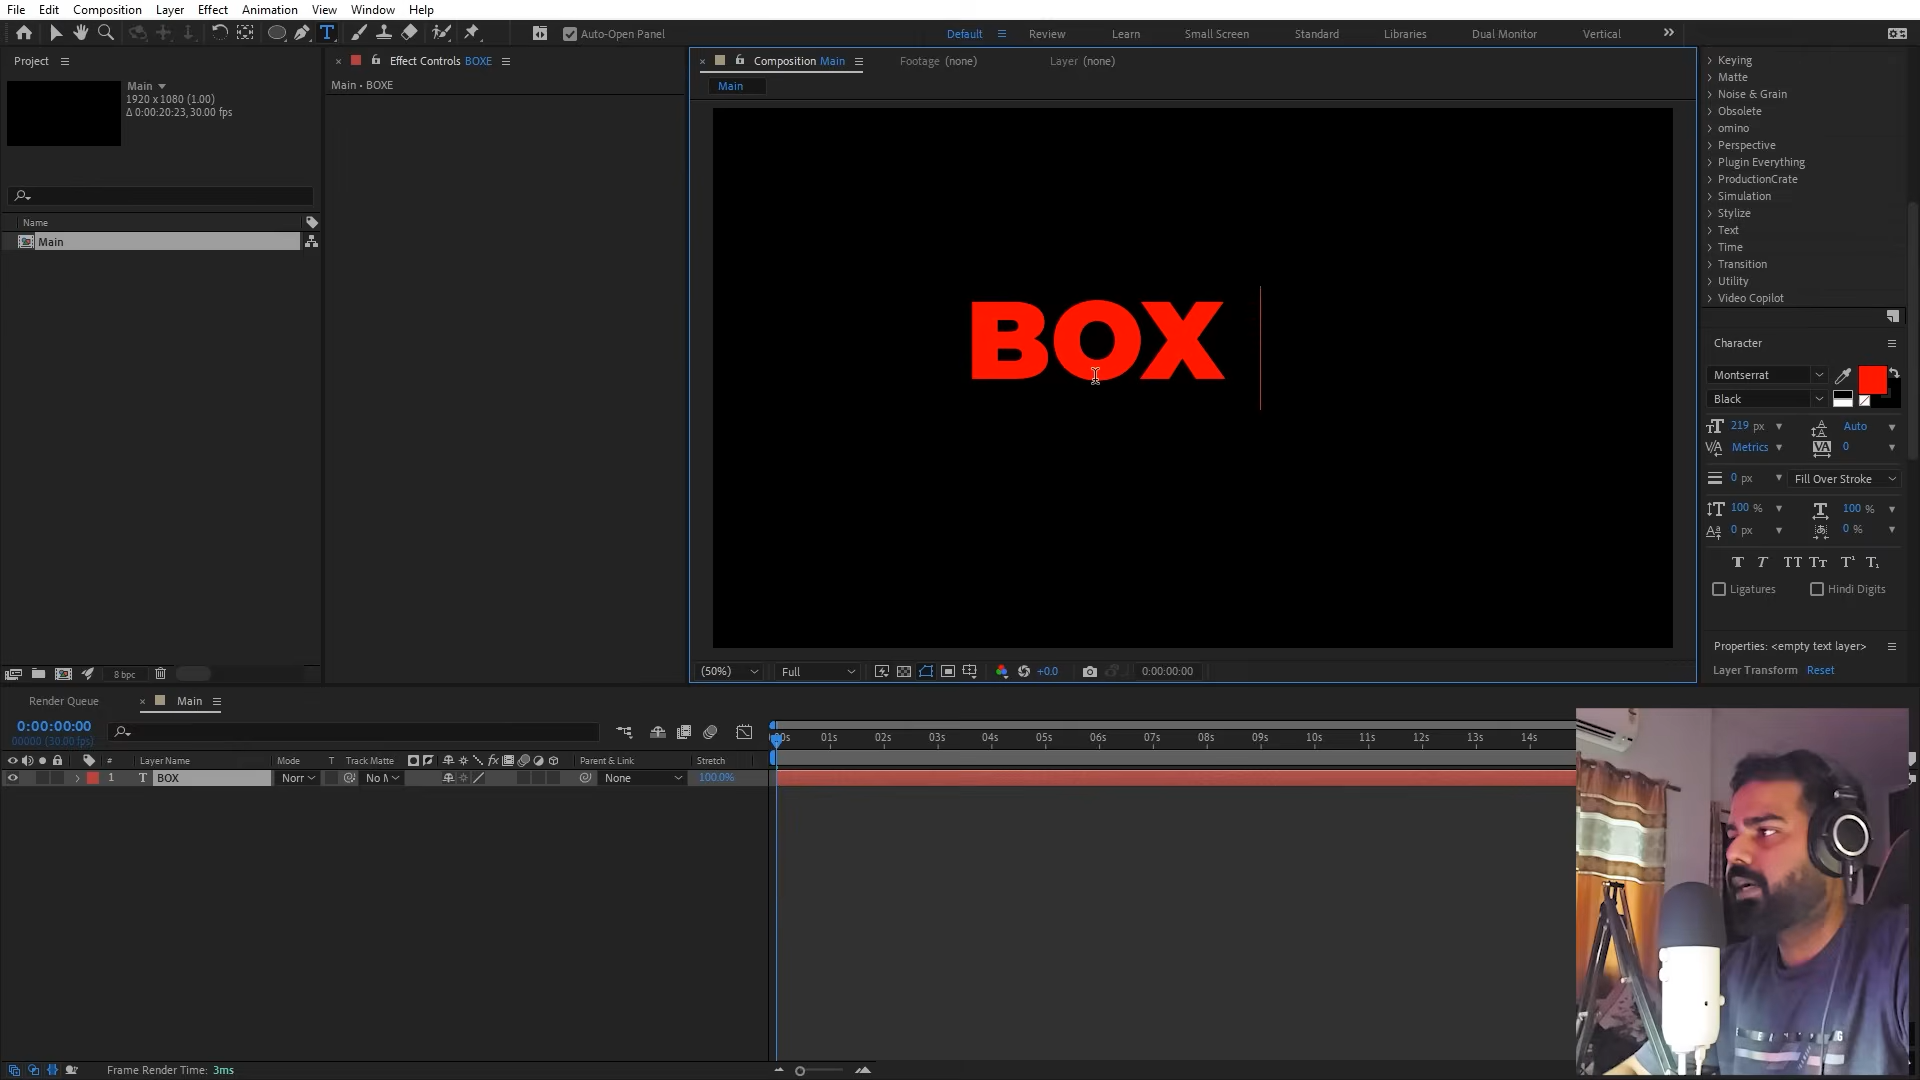 File Edit Composition Layer Effect Animation View Window Help
Auto-Open Panel Default Review Learn Small Screen Standard Libraries Dual Monitor Vertical
Project
Main
1920 x 1080 (1.00)
Δ 0:00:20:23, 30.00 fps
Name
Main
8 bpc
Effect Controls BOXE
Main • BOXE
Composition Main Footage (none) Layer (none)
Main
BOX
(50%) Full +0.0 0:00:00:00
Keying
Matte
Noise & Grain
Obsolete
omino
Perspective
Plugin Everything
ProductionCrate
Simulation
Stylize
Text
Time
Transition
Utility
Video Copilot
Character
Montserrat
Black
219 px Auto
Metrics 0
0 px Fill Over Stroke
100 % 100 %
0 px 0 %
Ligatures Hindi Digits
Properties: <empty text layer>
Layer Transform Reset
Render Queue Main
0:00:00:00
00000 (30.00 fps)
# Layer Name Mode T Track Matte Parent & Link Stretch
1 T BOX Norr No M None 100.0%
00s 01s 02s 03s 04s 05s 06s 07s 08s 09s 10s 11s 12s 13s 14s
Frame Render Time: 3ms